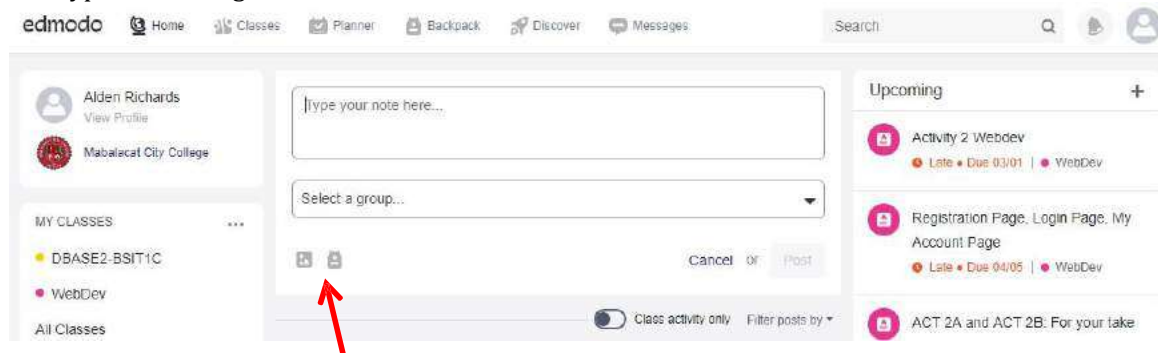 edmodo Home Classes Planner Backpack Discover Messages Search
Alden Richards
View Profile
Mabalacat City College
MY CLASSES ...
DBASE2-BSIT1C
WebDev
All Classes
Type your note here...
Select a group...
Cancel or Post
Class activity only Filter posts by
Upcoming +
Activity 2 Webdev
Late • Due 03/01 | • WebDev
Registration Page, Login Page, My
Account Page
Late • Due 04/05 | • WebDev
ACT 2A and ACT 2B: For your take